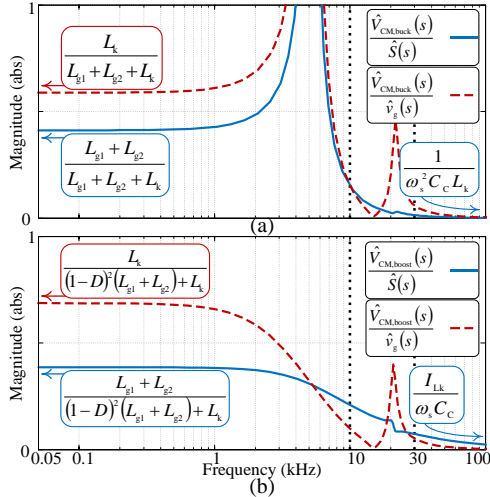 1
Magnitude (abs)
0
L_k / (L_g1 + L_g2 + L_k)
(L_g1 + L_g2) / (L_g1 + L_g2 + L_k)
V̂_CM,buck(s) / Ŝ(s)
V̂_CM,buck(s) / v̂_g(s)
1 / (ω_s² C_C L_k)
(a)
1
Magnitude (abs)
0
L_k / ((1−D)²(L_g1 + L_g2) + L_k)
(L_g1 + L_g2) / ((1−D)²(L_g1 + L_g2) + L_k)
V̂_CM,boost(s) / Ŝ(s)
V̂_CM,boost(s) / v̂_g(s)
I_Lk / (ω_s C_C)
0.05 0.1 1 10 30 100
Frequency (kHz)
(b)